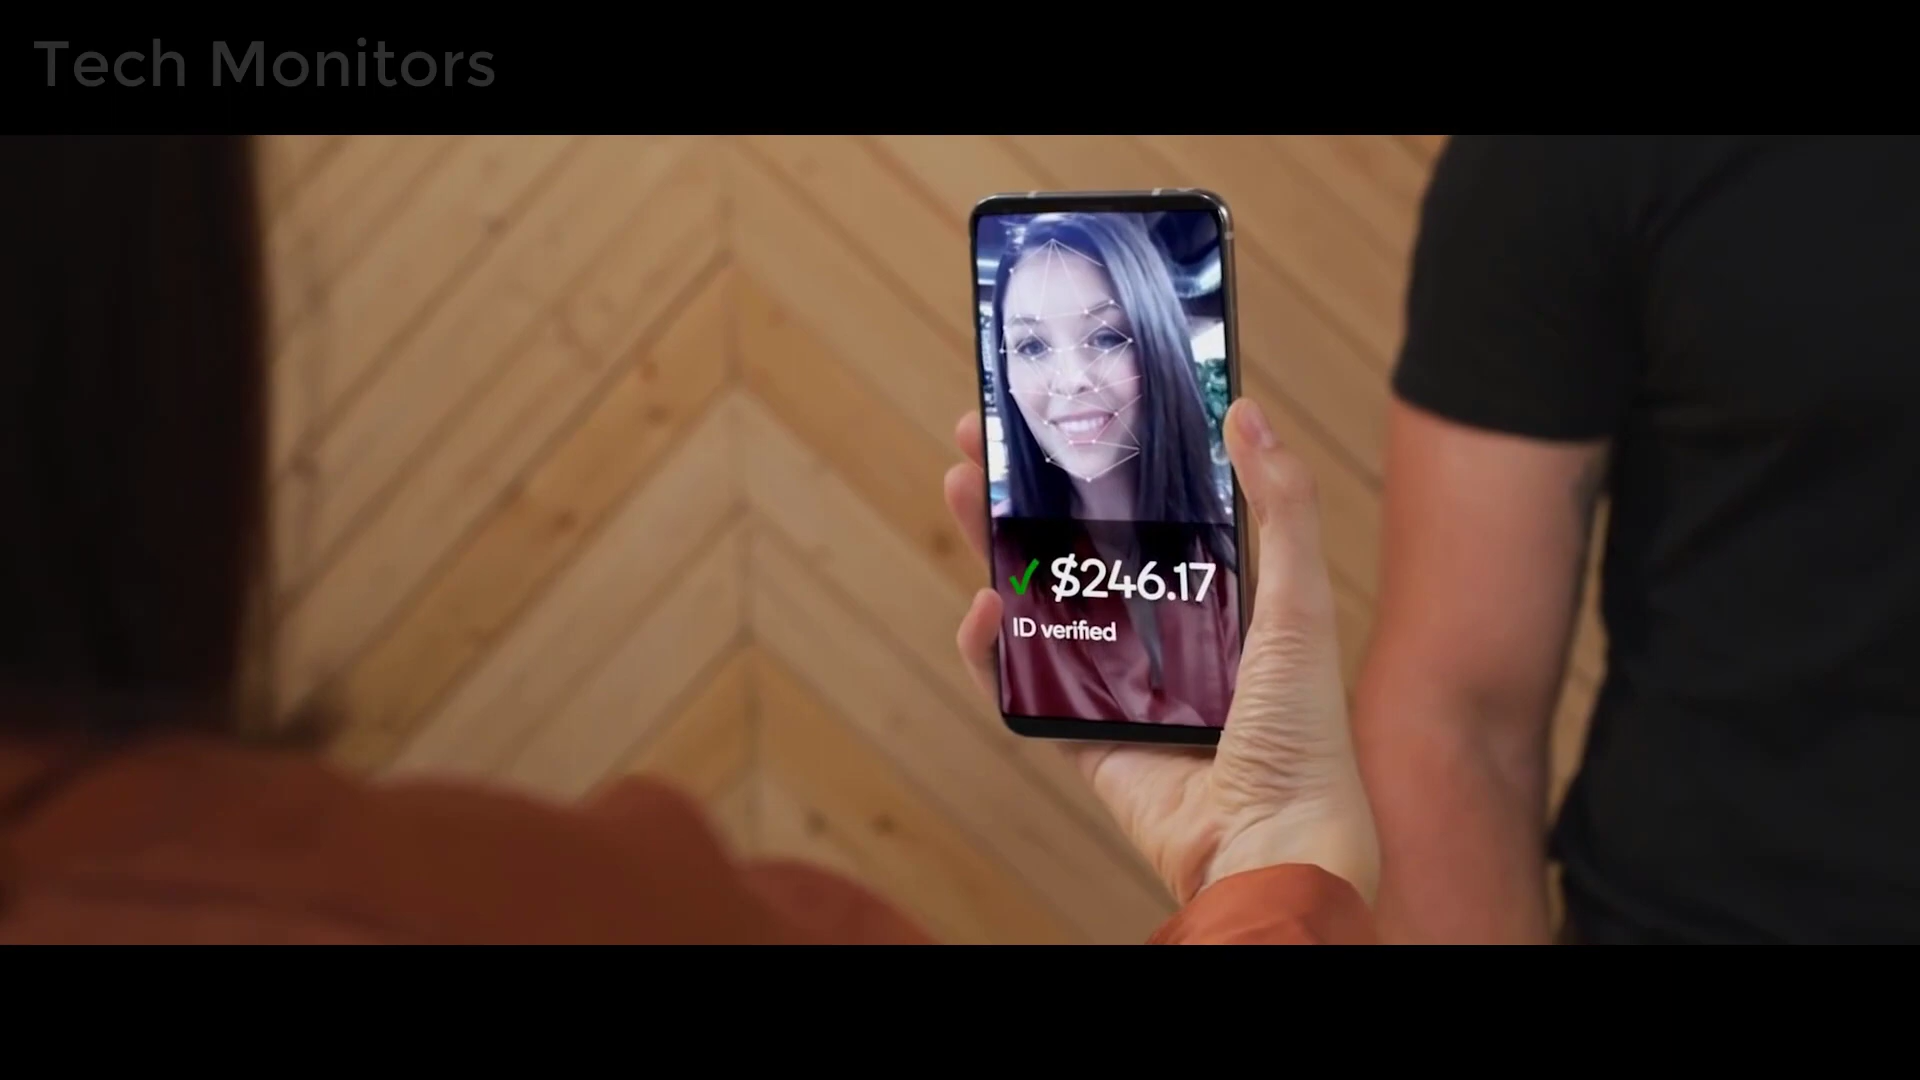 Tech Monitors
✓ $246.17
ID verified